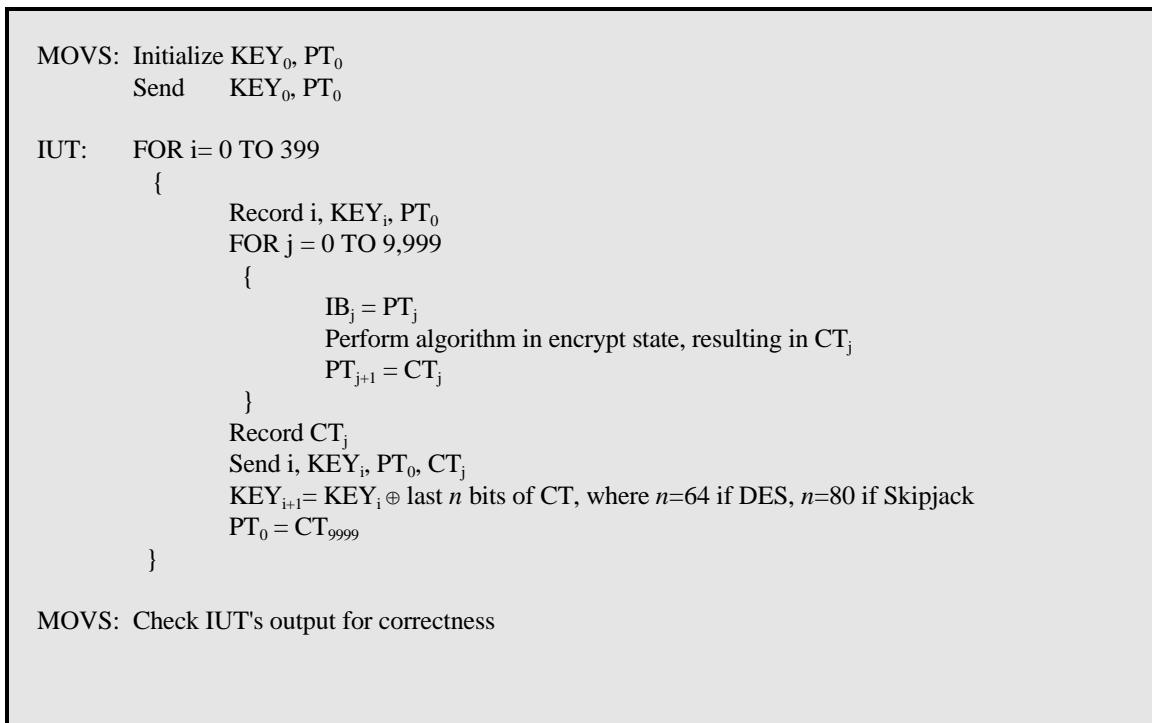 MOVS: Initialize KEY₀, PT₀
Send KEY₀, PT₀
IUT: FOR i= 0 TO 399
{
Record i, KEYᵢ, PT₀
FOR j = 0 TO 9,999
{
IBⱼ = PTⱼ
Perform algorithm in encrypt state, resulting in CTⱼ
PTⱼ₊₁ = CTⱼ
}
Record CTⱼ
Send i, KEYᵢ, PT₀, CTⱼ
KEYᵢ₊₁= KEYᵢ ⊕ last n bits of CT, where n=64 if DES, n=80 if Skipjack
PT₀ = CT₉₉₉₉
}
MOVS: Check IUT's output for correctness